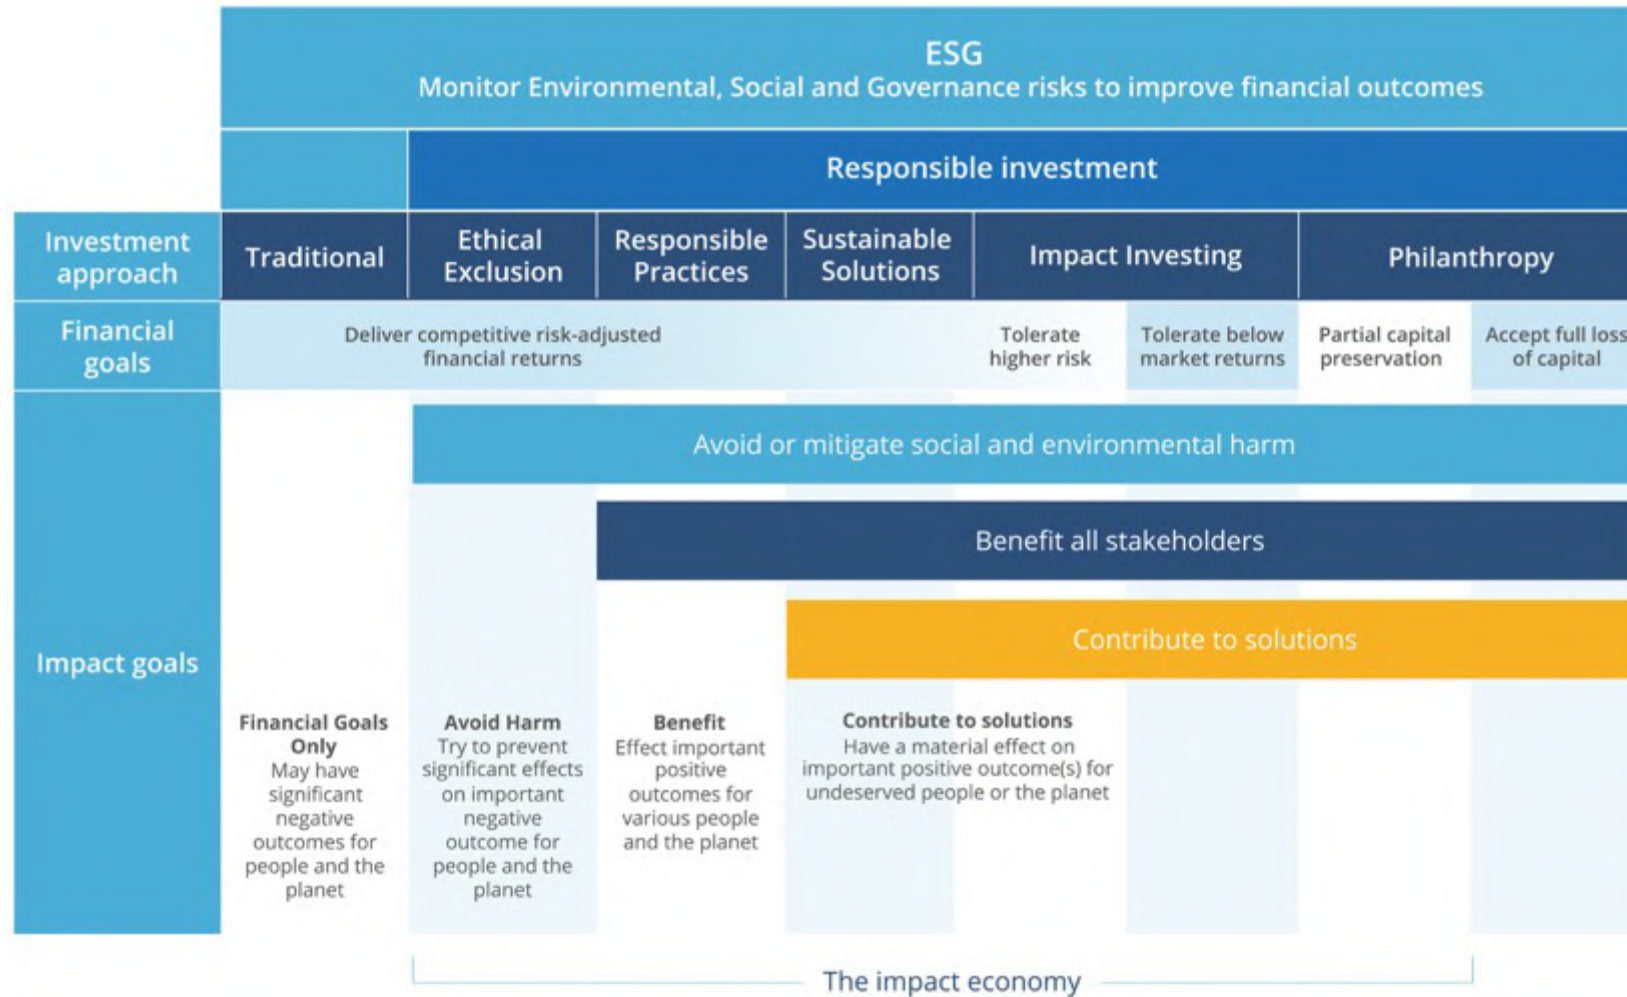 ESG
Monitor Environmental, Social and Governance risks to improve financial outcomes
Responsible investment
Investment
approach
Traditional
Ethical
Exclusion
Responsible
Practices
Sustainable
Solutions
Impact Investing
Philanthropy
Financial
goals
Deliver competitive risk-adjusted
financial returns
Tolerate
higher risk
Tolerate below
market returns
Partial capital
preservation
Accept full loss
of capital
Impact goals
Avoid or mitigate social and environmental harm
Benefit all stakeholders
Contribute to solutions
Financial Goals
Only
May have
significant
negative
outcomes for
people and the
planet
Avoid Harm
Try to prevent
significant effects
on important
negative
outcome for
people and the
planet
Benefit
Effect important
positive
outcomes for
various people
and the planet
Contribute to solutions
Have a material effect on
important positive outcome(s) for
undeserved people or the planet
The impact economy